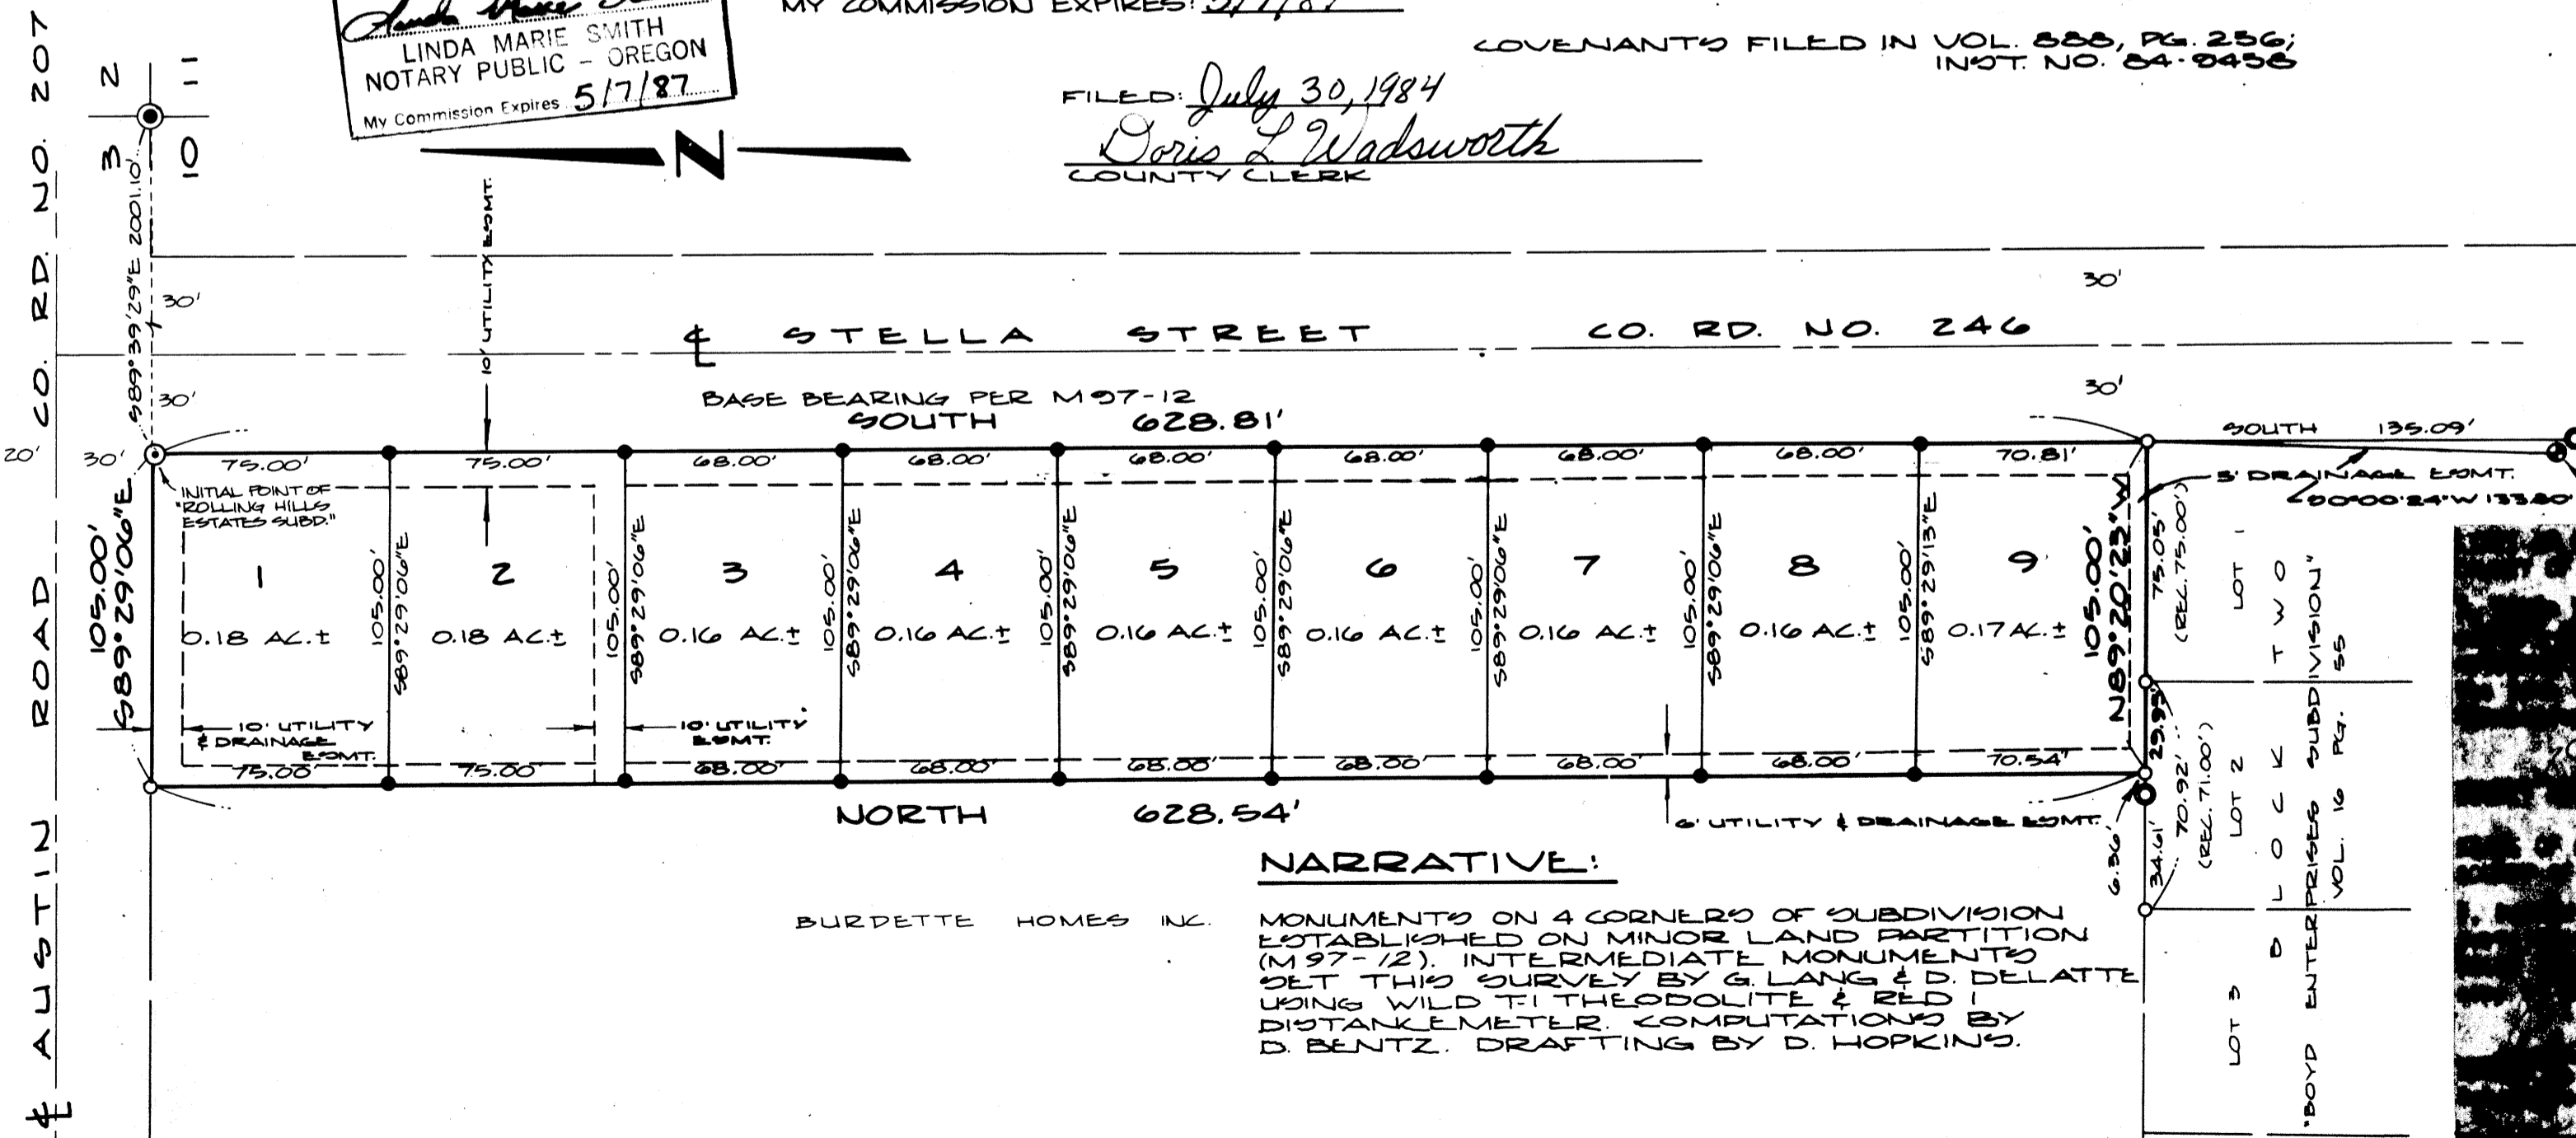 MY COMMISSION EXPIRES: 5/7/87
LINDA MARIE SMITH
NOTARY PUBLIC - OREGON
My Commission Expires 5/7/87
COVENANTS FILED IN VOL. 888, PG. 256;
INST. NO. 84-9458
FILED: July 30, 1984
Doris L Wadsworth
COUNTY CLERK
N
2 11
3 10
CO. RD. NO. 207
℄ AUSTIN ROAD
S89°39'29"E 2001.10'
10' UTILITY ESMT.
30'
30'
30'
30'
℄ STELLA STREET CO. RD. NO. 246
BASE BEARING PER M97-12
SOUTH 628.81'
SOUTH 135.09'
20' 30'
75.00' 75.00' 68.00' 68.00' 68.00' 68.00' 68.00' 68.00' 70.81'
INITIAL POINT OF
"ROLLING HILLS
ESTATES SUBD."
5' DRAINAGE ESMT.
S0°00'24"W 133.80'
105.00'
S89°29'06"E
1 2 3 4 5 6 7 8 9
0.18 AC.± 0.18 AC.± 0.16 AC.± 0.16 AC.± 0.16 AC.± 0.16 AC.± 0.16 AC.± 0.16 AC.± 0.17 AC.±
105.00' S89°29'06"E
105.00' S89°29'06"E
105.00' S89°29'06"E
105.00' S89°29'06"E
105.00' S89°29'06"E
105.00' S89°29'06"E
105.00' S89°29'06"E
105.00' S89°29'13"E
105.00'
N89°20'23"W
75.05'
(REC. 75.00')
29.95'
70.92'
(REC. 71.00')
34.61'
6.36'
LOT 1
LOT 2
LOT 3
BLOCK TWO
"BOYD ENTERPRISES SUBDIVISION"
VOL. 16 PG. 55
10' UTILITY
& DRAINAGE
ESMT.
10' UTILITY
ESMT.
75.00' 75.00' 68.00' 68.00' 68.00' 68.00' 68.00' 68.00' 70.54'
NORTH 628.54'
6' UTILITY & DRAINAGE ESMT.
BURDETTE HOMES INC.
NARRATIVE:
MONUMENTS ON 4 CORNERS OF SUBDIVISION
ESTABLISHED ON MINOR LAND PARTITION
(M97-12). INTERMEDIATE MONUMENTS
SET THIS SURVEY BY G. LANG & D. DELATTE
USING WILD T-1 THEODOLITE & RED 1
DISTANCEMETER. COMPUTATIONS BY
D. BENTZ. DRAFTING BY D. HOPKINS.